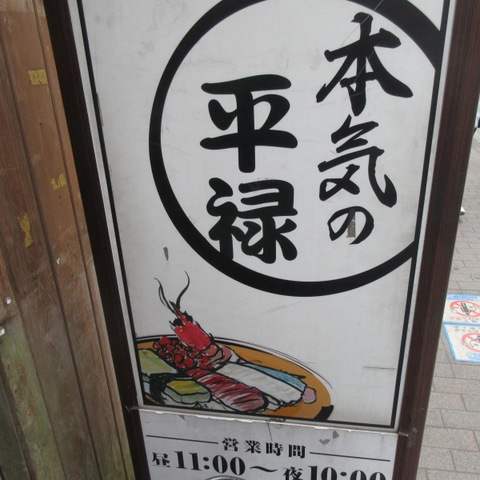 本気の
平禄
営業時間
昼11:00～夜10:00